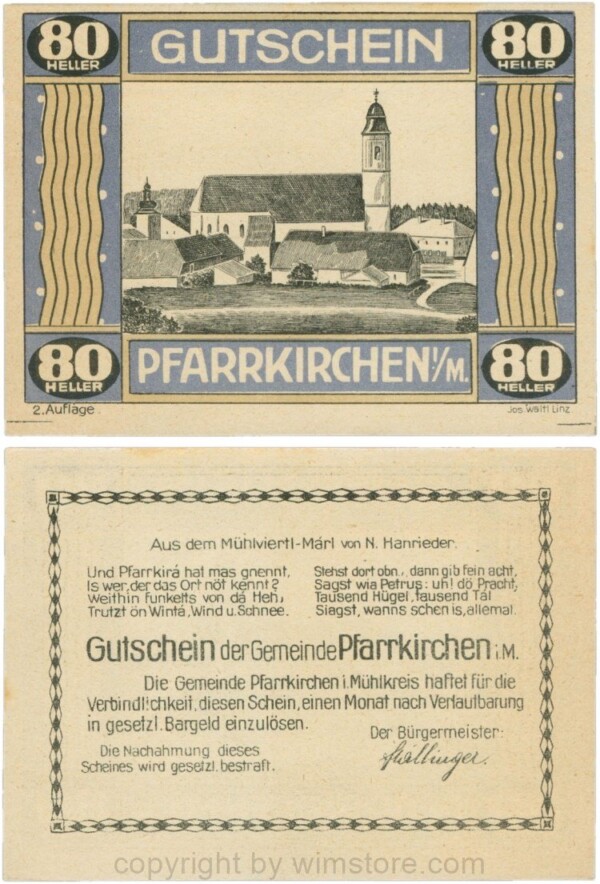 80 HELLER
GUTSCHEIN
80 HELLER
80 HELLER
PFARRKIRCHEN i/M.
80 HELLER
2. Auflage.
Jos. Waltl Linz
Aus dem Mühlviertl-Márl von N. Hanrieder.
Und Pfarrkirá hat mas gnennt,
Is wer, der das Ort nöt kennt?
Weithin funkelts von dá Heh,
Trutzt ön Wintá, Wind u. Schnee.
Stehst dort obn, dann gib fein acht,
Sagst wia Petrus: uh! dö Pracht,
Tausend Hügel, tausend Tál
Siagst, wanns schen is, allemal.
Gutschein der Gemeinde Pfarrkirchen i. M.
Die Gemeinde Pfarrkirchen i. Mühlkreis haftet für die
Verbindlichkeit, diesen Schein, einen Monat nach Verlautbarung
in gesetzl. Bargeld einzulösen.
Der Bürgermeister:
Die Nachahmung dieses
Scheines wird gesetzl. bestraft.
copyright by wimstore.com